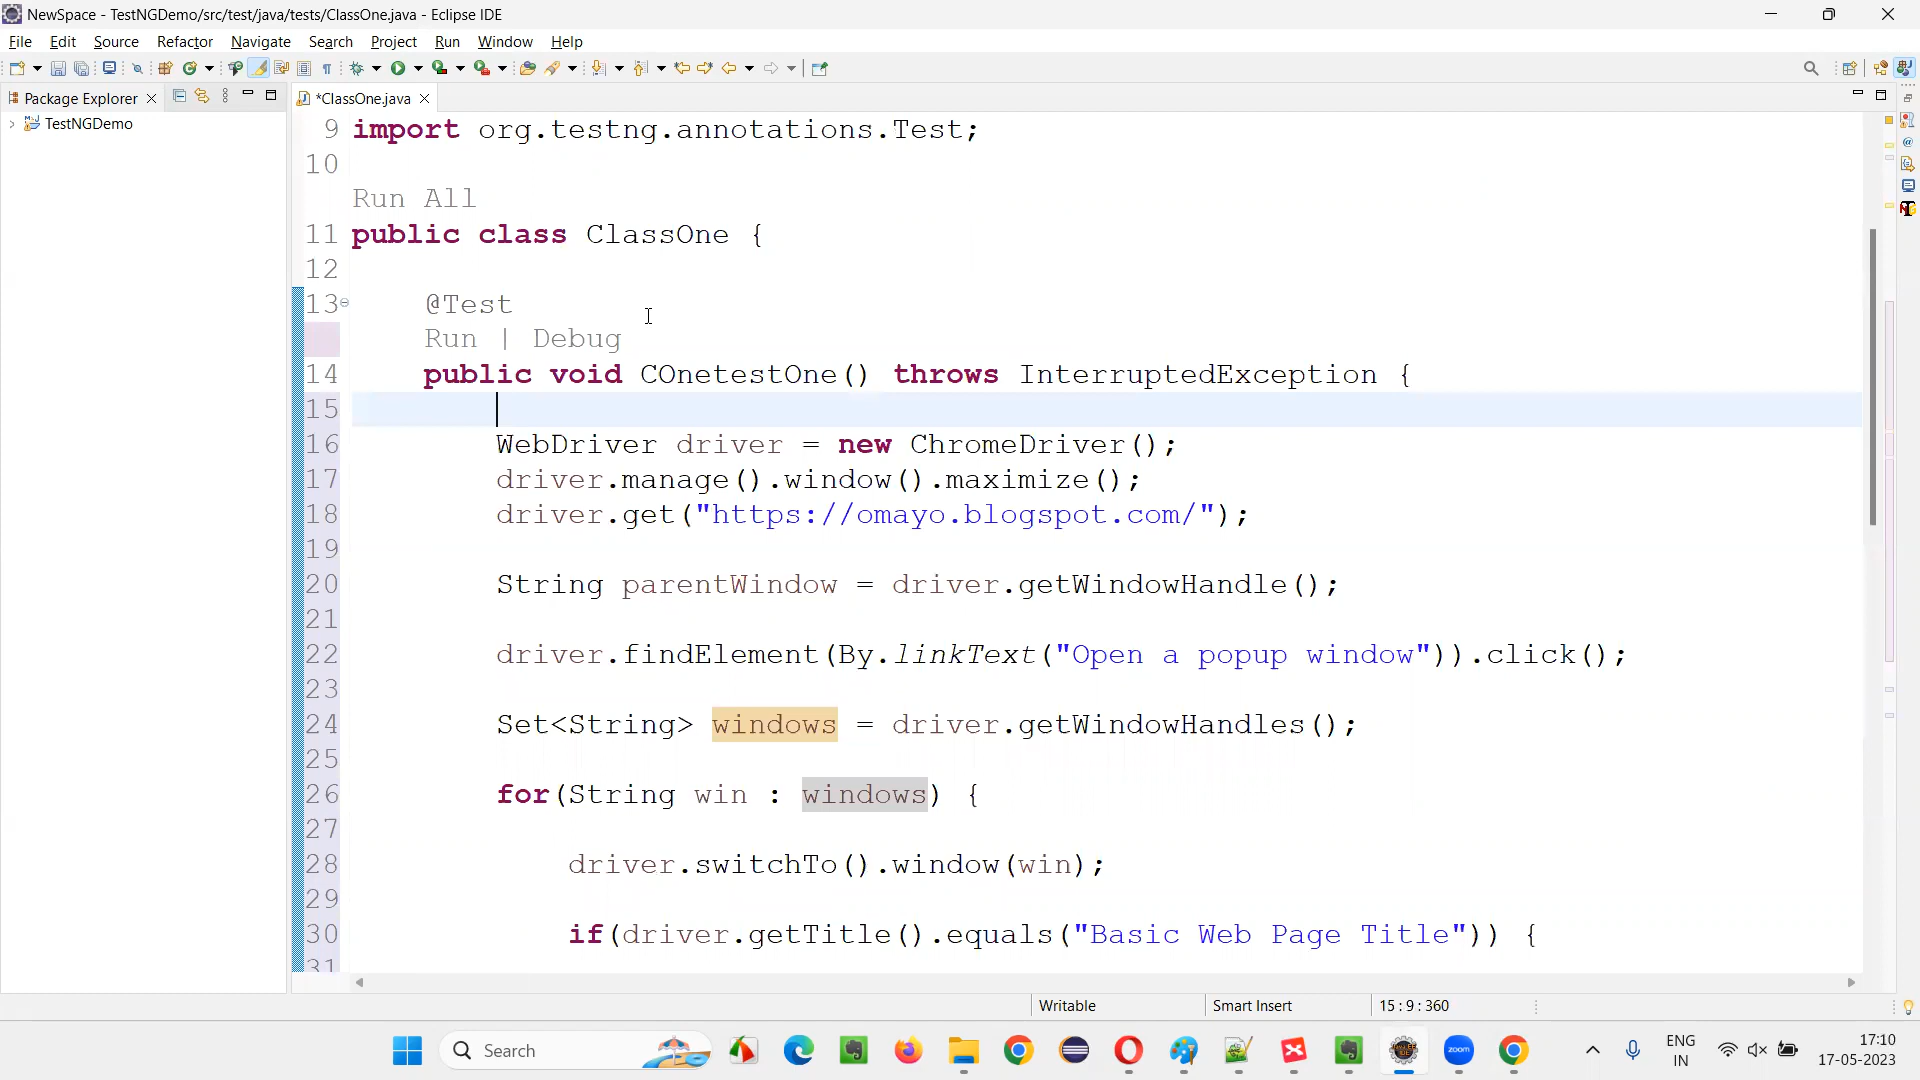 NewSpace - TestNGDemo/src/test/java/tests/ClassOne.java - Eclipse IDE
File Edit Source Refactor Navigate Search Project Run Window Help
Package Explorer
*ClassOne.java
TestNGDemo
9 import org.testng.annotations.Test;
10
Run All
11 public class ClassOne {
12
13 @Test
Run | Debug
14 public void COnetestOne() throws InterruptedException {
15
16 WebDriver driver = new ChromeDriver();
17 driver.manage().window().maximize();
18 driver.get("https://omayo.blogspot.com/");
19
20 String parentWindow = driver.getWindowHandle();
21
22 driver.findElement(By.linkText("Open a popup window")).click();
23
24 Set<String> windows = driver.getWindowHandles();
25
26 for(String win : windows) {
27
28 driver.switchTo().window(win);
29
30 if(driver.getTitle().equals("Basic Web Page Title")) {
31
Writable Smart Insert 15 : 9 : 360
Search
zoom
ENG
IN
17:10
17-05-2023